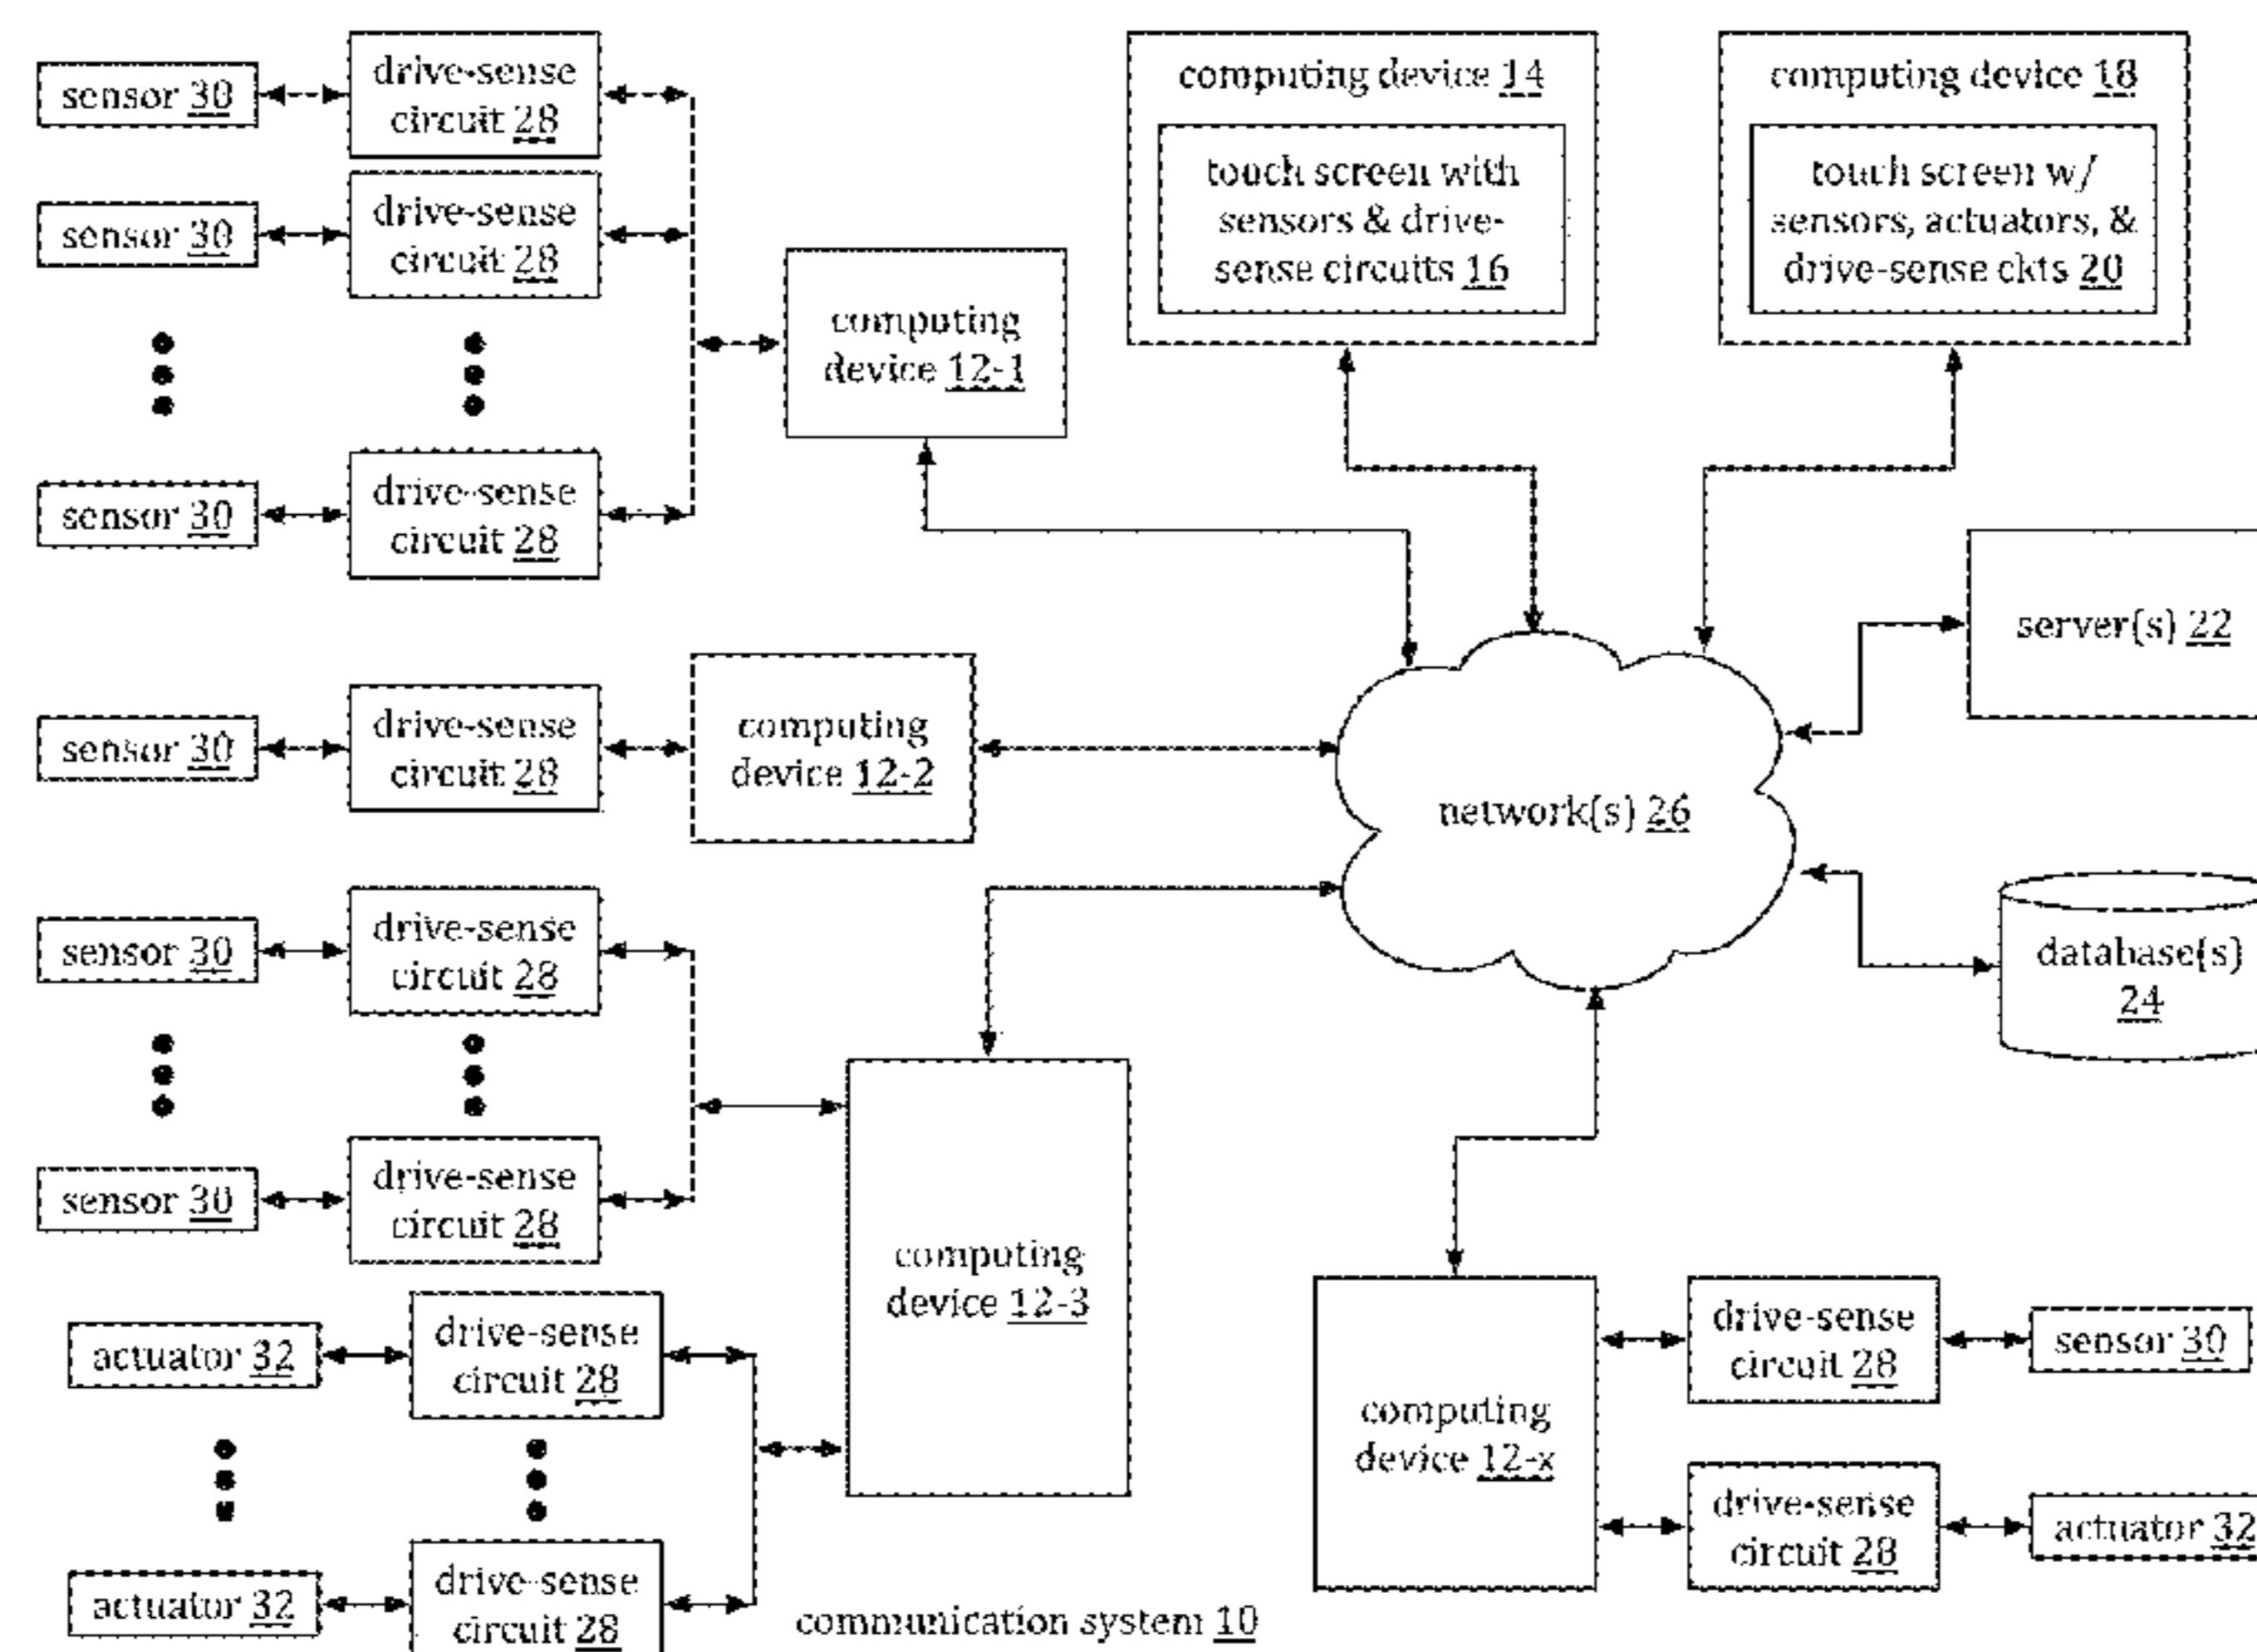 sensor 30
drive-sense
circuit 28
sensor 30
drive-sense
circuit 28
sensor 30
drive-sense
circuit 28
computing
device 12-1
computing device 14
touch screen with
sensors & drive-
sense circuits 16
computing device 18
touch screen w/
sensors, actuators, &
drive-sense ckts 20
server(s) 22
sensor 30
drive-sense
circuit 28
computing
device 12-2
network(s) 26
database(s)
24
sensor 30
drive-sense
circuit 28
sensor 30
drive-sense
circuit 28
computing
device 12-3
actuator 32
drive-sense
circuit 28
actuator 32
drive-sense
circuit 28
computing
device 12-x
drive-sense
circuit 28
sensor 30
drive-sense
circuit 28
actuator 32
communication system 10